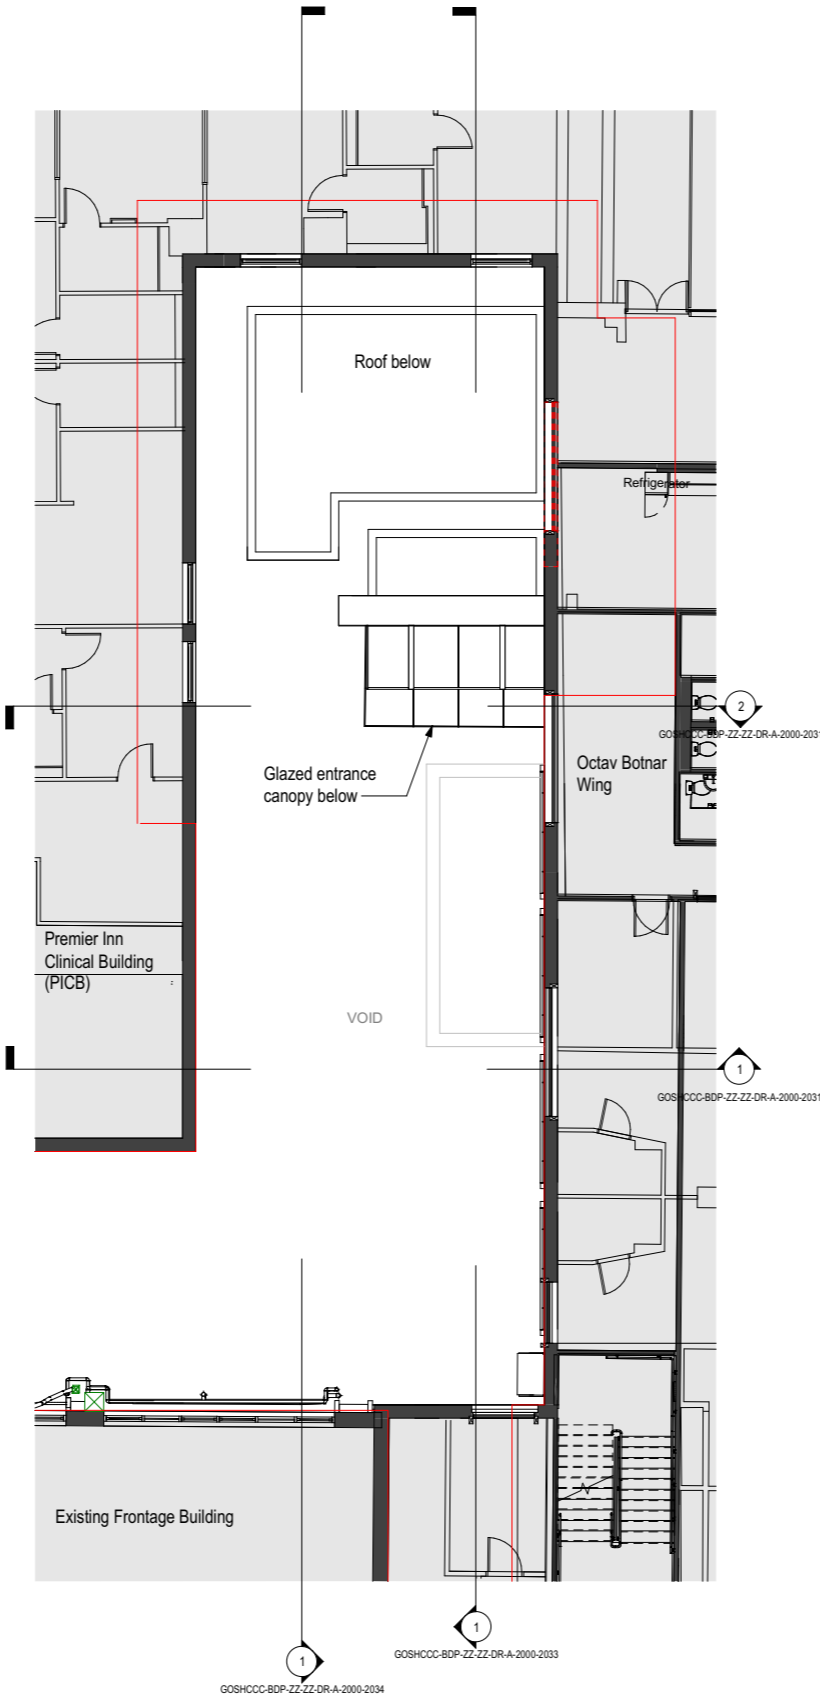 Roof below
Refrigerator
2
GOSHCCC-BDP-ZZ-ZZ-DR-A-2000-2031
Octav Botnar
Wing
Glazed entrance
canopy below
Premier Inn
Clinical Building
(PICB)
VOID
1
GOSHCCC-BDP-ZZ-ZZ-DR-A-2000-2031
Existing Frontage Building
1
GOSHCCC-BDP-ZZ-ZZ-DR-A-2000-2033
1
GOSHCCC-BDP-ZZ-ZZ-DR-A-2000-2034